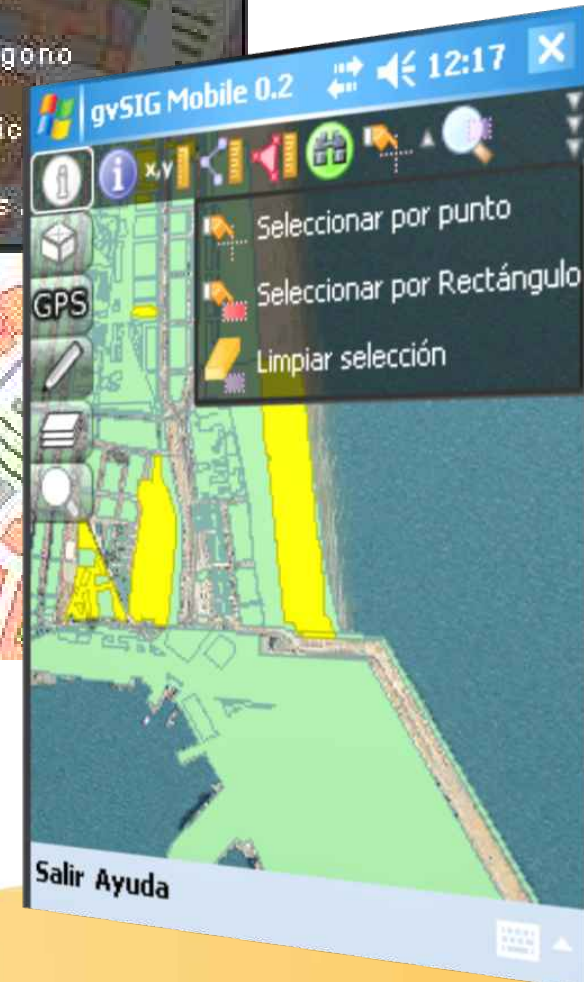 gono
gvSIG Mobile 0.2 12:17
x,y
Seleccionar por punto
GPS
Seleccionar por Rectángulo
Limpiar selección
Salir Ayuda